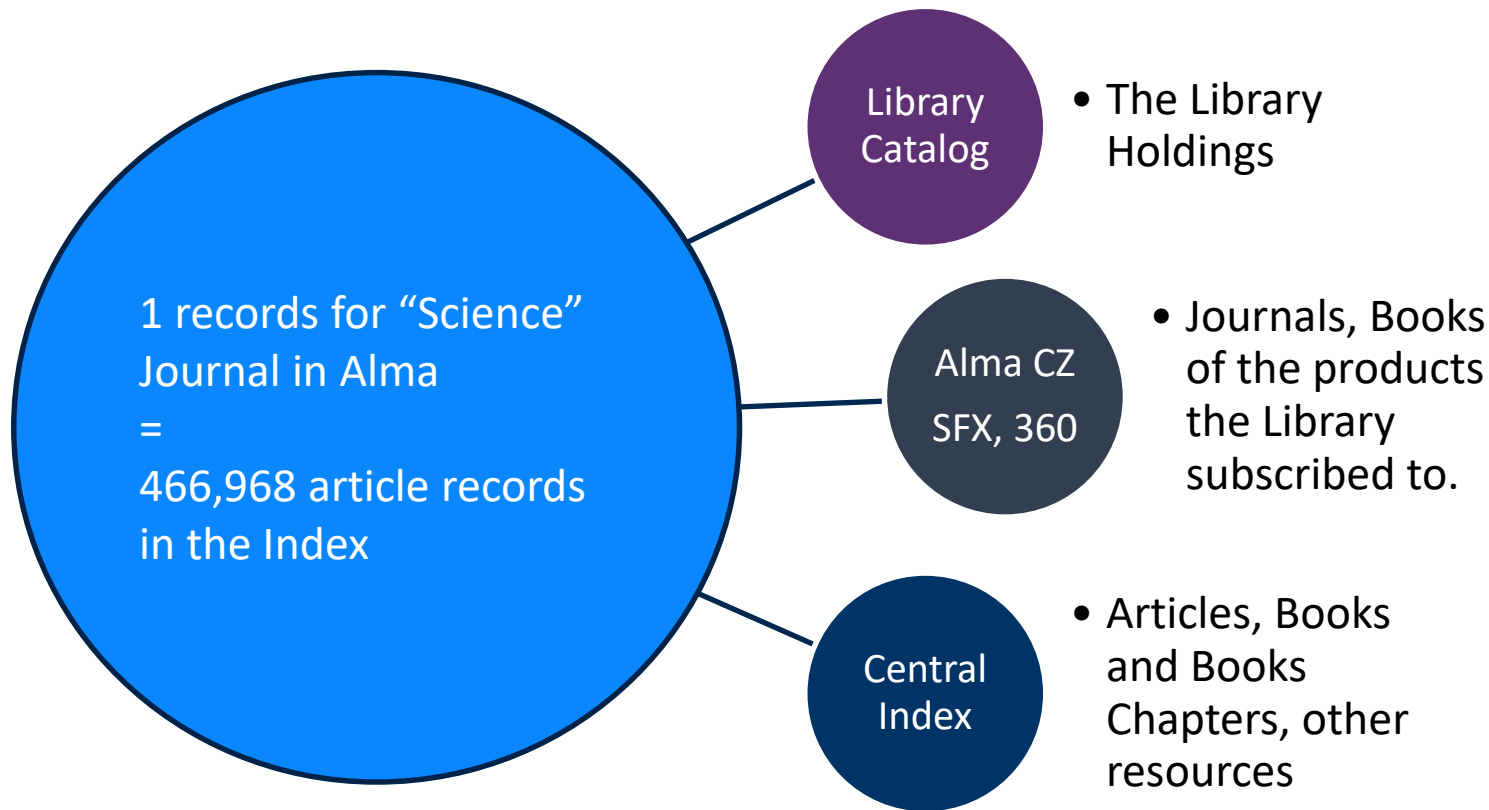 1 records for “Science”
Journal in Alma
=
466,968 article records
in the Index
Library
Catalog
• The Library
Holdings
Alma CZ
SFX, 360
• Journals, Books
of the products
the Library
subscribed to.
Central
Index
• Articles, Books
and Books
Chapters, other
resources